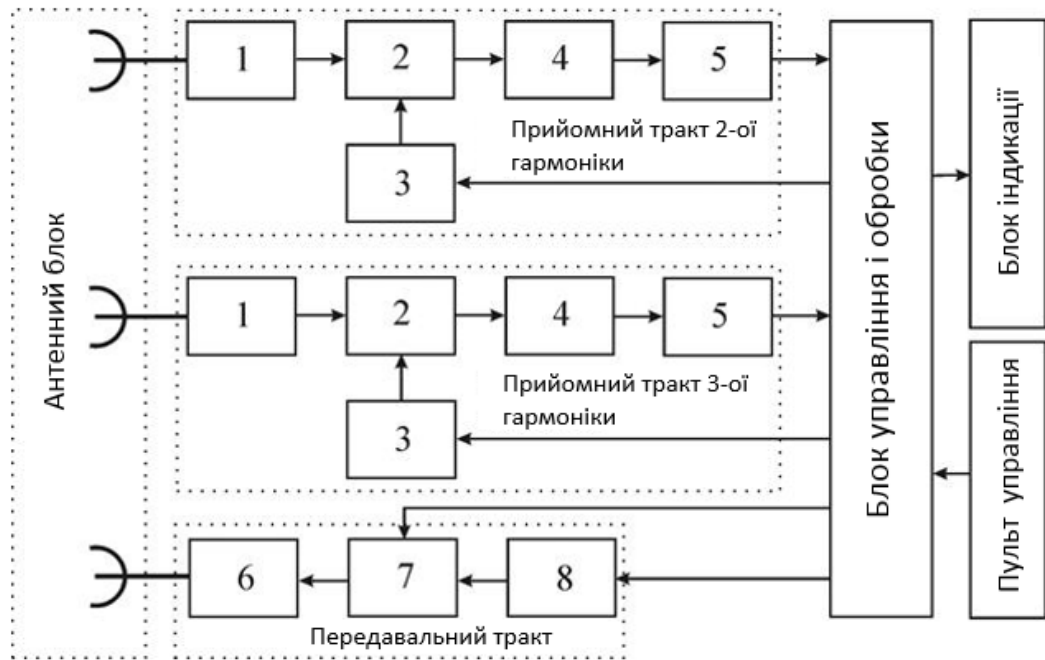 Антенний блок
1
2
4
5
3
Прийомний тракт 2-ої
гармоніки
1
2
4
5
3
Прийомний тракт 3-ої
гармоніки
6
7
8
Передавальний тракт
Блок управління і обробки
Блок індикації
Пульт управління